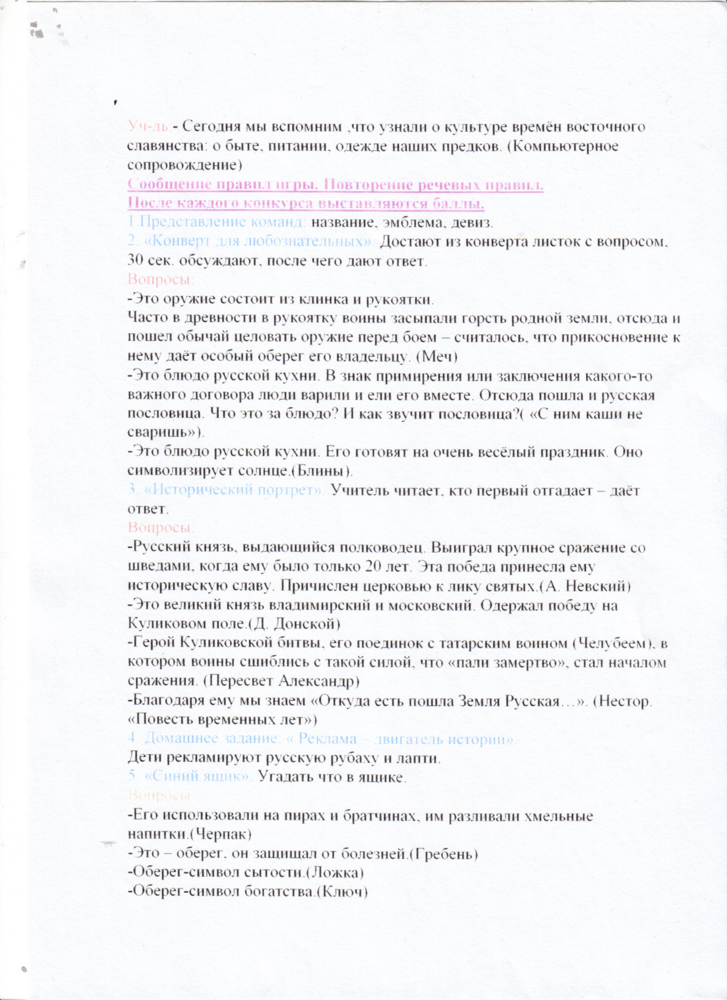 Уч-ль.- Сегодня мы вспомним ,что узнали о культуре времён восточного
славянства: о быте, питании, одежде наших предков. (Компьютерное
сопровождение)
Сообщение правил игры. Повторение речевых правил.
После каждого конкурса выставляются баллы.
1.Представление команд: название, эмблема, девиз.
2. «Конверт для любознательных». Достают из конверта листок с вопросом,
30 сек. обсуждают, после чего дают ответ.
Вопросы:
-Это оружие состоит из клинка и рукоятки.
Часто в древности в рукоятку воины засыпали горсть родной земли, отсюда и
пошел обычай целовать оружие перед боем – считалось, что прикосновение к
нему даёт особый оберег его владельцу. (Меч)
-Это блюдо русской кухни. В знак примирения или заключения какого-то
важного договора люди варили и ели его вместе. Отсюда пошла и русская
пословица. Что это за блюдо? И как звучит пословица?( «С ним каши не
сваришь»).
-Это блюдо русской кухни. Его готовят на очень весёлый праздник. Оно
символизирует солнце.(Блины).
3. «Исторический портрет». Учитель читает, кто первый отгадает – даёт
ответ.
Вопросы:
-Русский князь, выдающийся полководец. Выиграл крупное сражение со
шведами, когда ему было только 20 лет. Эта победа принесла ему
историческую славу. Причислен церковью к лику святых.(А. Невский)
-Это великий князь владимирский и московский. Одержал победу на
Куликовом поле.(Д. Донской)
-Герой Куликовской битвы, его поединок с татарским воином (Челубеем), в
котором воины сшиблись с такой силой, что «пали замертво», стал началом
сражения. (Пересвет Александр)
-Благодаря ему мы знаем «Откуда есть пошла Земля Русская…». (Нестор.
«Повесть временных лет»)
4. Домашнее задание: « Реклама – двигатель истории».
Дети рекламируют русскую рубаху и лапти.
5. «Синий ящик». Угадать что в ящике.
Вопросы
-Его использовали на пирах и братчинах, им разливали хмельные
напитки.(Черпак)
-Это – оберег, он защищал от болезней.(Гребень)
-Оберег-символ сытости.(Ложка)
-Оберег-символ богатства.(Ключ)